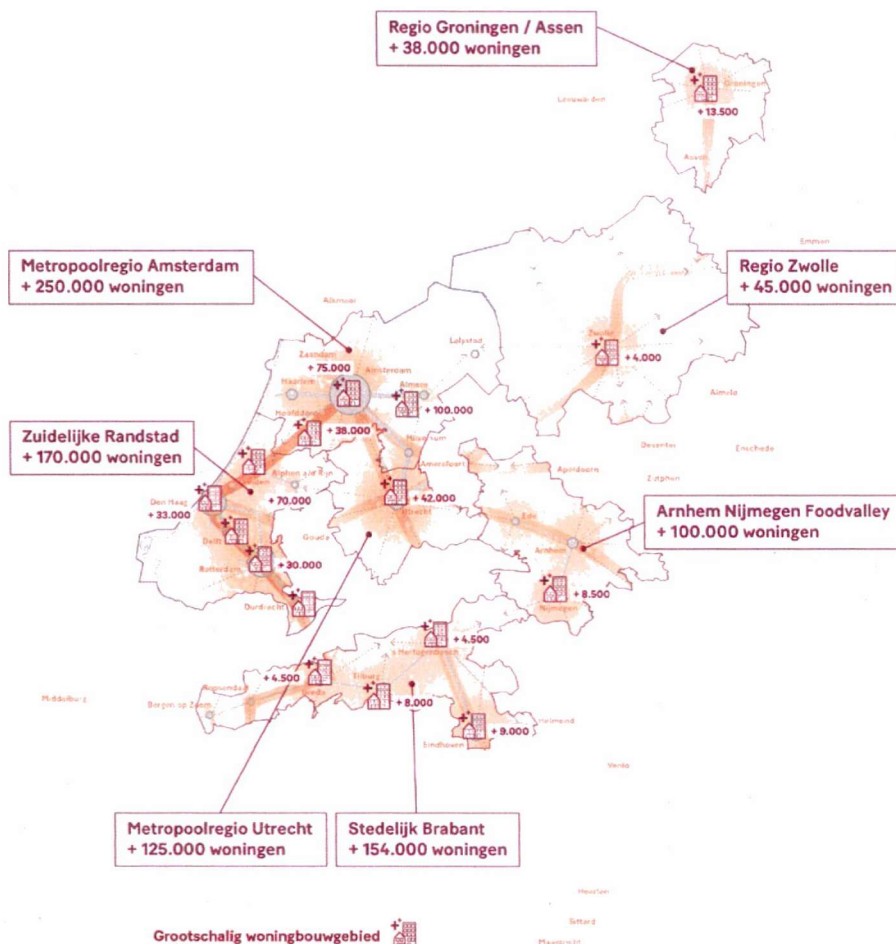 Regio Groningen / Assen
+ 38.000 woningen
Leeuwarden
Groningen
+ 13.500
Assen
Emmen
Metropoolregio Amsterdam
+ 250.000 woningen
Regio Zwolle
+ 45.000 woningen
Alkmaar
Lelystad
Zwolle
+ 4.000
Zaandam
+ 75.000
Amsterdam
Haarlem
Almere
+ 100.000
Almelo
Hoofddorp
+ 38.000
Hilversum
Deventer
Enschede
Zuidelijke Randstad
+ 170.000 woningen
Amersfoort
Apeldoorn
Zutphen
Alphen a/d Rijn
Leiden
+ 70.000
+ 42.000
Utrecht
Den Haag
+ 33.000
Ede
Arnhem Nijmegen Foodvalley
+ 100.000 woningen
Delft
Gouda
Arnhem
Rotterdam
+ 30.000
+ 8.500
Nijmegen
Dordrecht
+ 4.500
's Hertogenbosch
+ 4.500
Tilburg
Roosendaal
Breda
Middelburg
Bergen op Zoom
+ 8.000
+ 9.000
Helmond
Eindhoven
Venlo
Metropoolregio Utrecht
+ 125.000 woningen
Stedelijk Brabant
+ 154.000 woningen
Heerlen
Sittard
Grootschalig woningbouwgebied
Maastricht